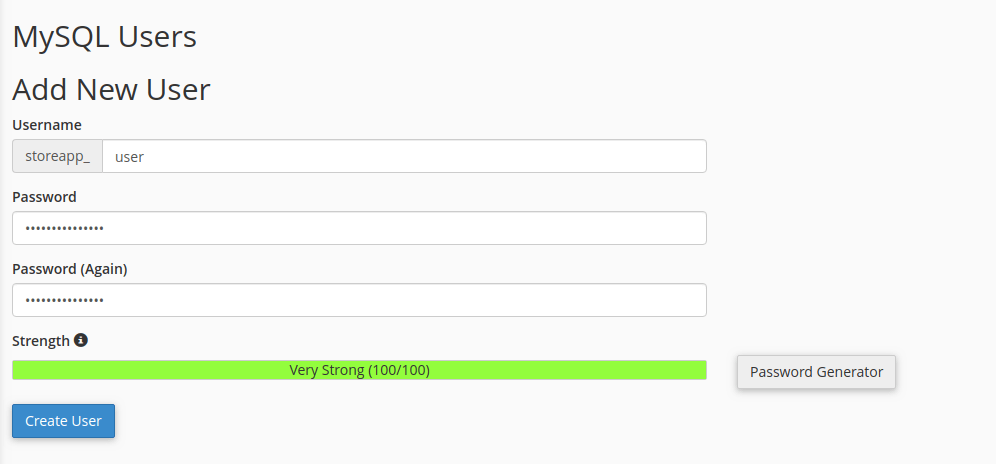 MySQL Users
Add New User
Username
storeapp_ user
Password
•••••••••••••••
Password (Again)
•••••••••••••••
Strength
Very Strong (100/100)
Password Generator
Create User